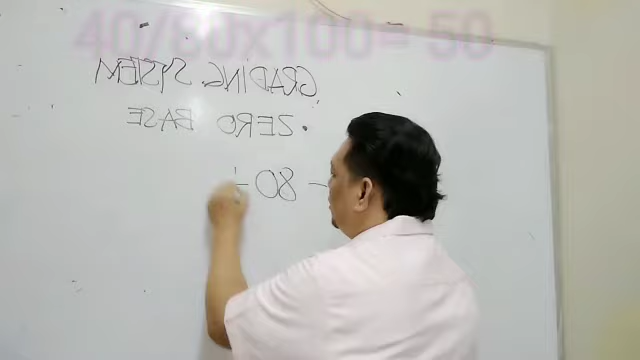 40/80x100= 50
GRADING SYSTEM
• ZERO BASE
- 80 ÷